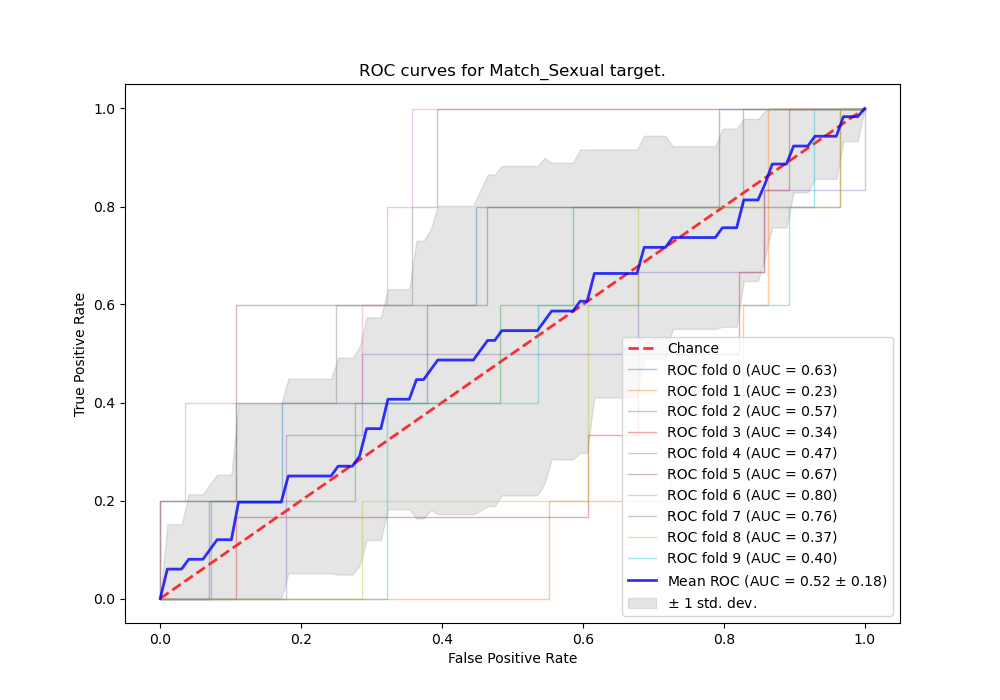 ROC curves for Match_Sexual target.
True Positive Rate
1.0
0.8
0.6
0.4
0.2
0.0
Chance
ROC fold 0 (AUC = 0.63)
ROC fold 1 (AUC = 0.23)
ROC fold 2 (AUC = 0.57)
ROC fold 3 (AUC = 0.34)
ROC fold 4 (AUC = 0.47)
ROC fold 5 (AUC = 0.67)
ROC fold 6 (AUC = 0.80)
ROC fold 7 (AUC = 0.76)
ROC fold 8 (AUC = 0.37)
ROC fold 9 (AUC = 0.40)
Mean ROC (AUC = 0.52 ± 0.18)
± 1 std. dev.
0.0 0.2 0.4 0.6 0.8 1.0
False Positive Rate